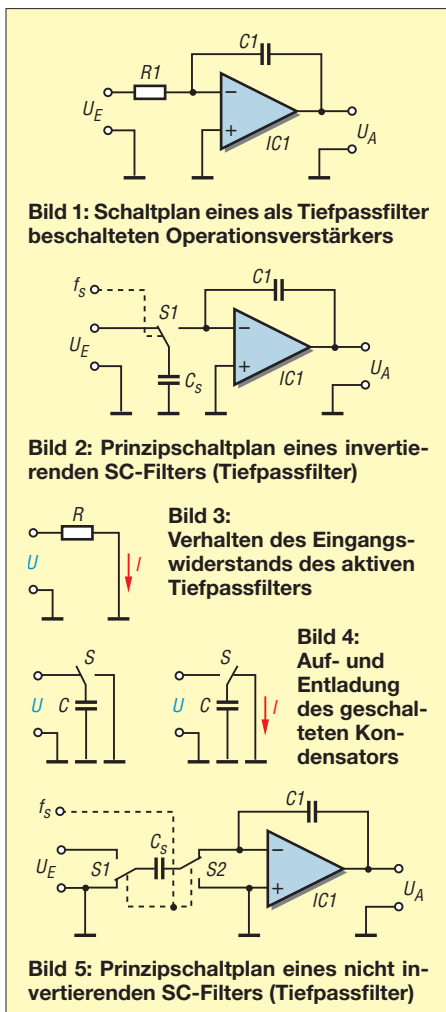 C1
R1
U_E
−
+
IC1
U_A
Bild 1: Schaltplan eines als Tiefpassfilter
beschalteten Operationsverstärkers
f_s
C1
S1
U_E
−
+
C_s
IC1
U_A
Bild 2: Prinzipschaltplan eines invertie-
renden SC-Filters (Tiefpassfilter)
R
U
I
Bild 3:
Verhalten des Eingangs-
widerstands des aktiven
Tiefpassfilters
S
U
C
S
U
C
I
Bild 4:
Auf- und
Entladung
des geschal-
teten Kon-
densators
f_s
C1
C_s
U_E
S1
S2
−
+
IC1
U_A
Bild 5: Prinzipschaltplan eines nicht in-
vertierenden SC-Filters (Tiefpassfilter)